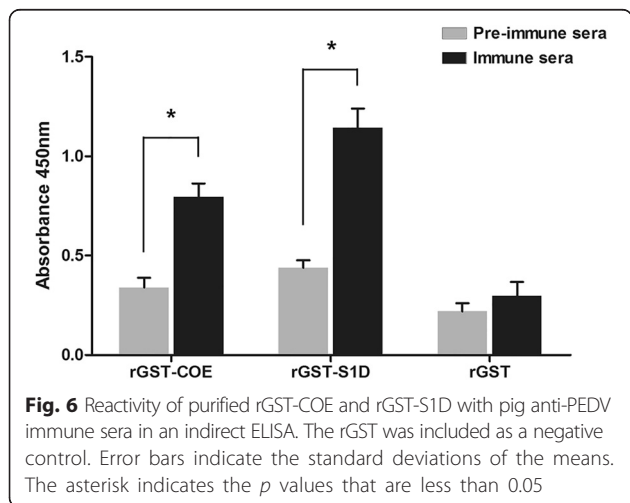 Pre-immune sera
Immune sera
Absorbance 450nm
1.5
1.0
0.5
0.0
*
*
rGST-COE
rGST-S1D
rGST
Fig. 6 Reactivity of purified rGST-COE and rGST-S1D with pig anti-PEDV
immune sera in an indirect ELISA. The rGST was included as a negative
control. Error bars indicate the standard deviations of the means.
The asterisk indicates the p values that are less than 0.05